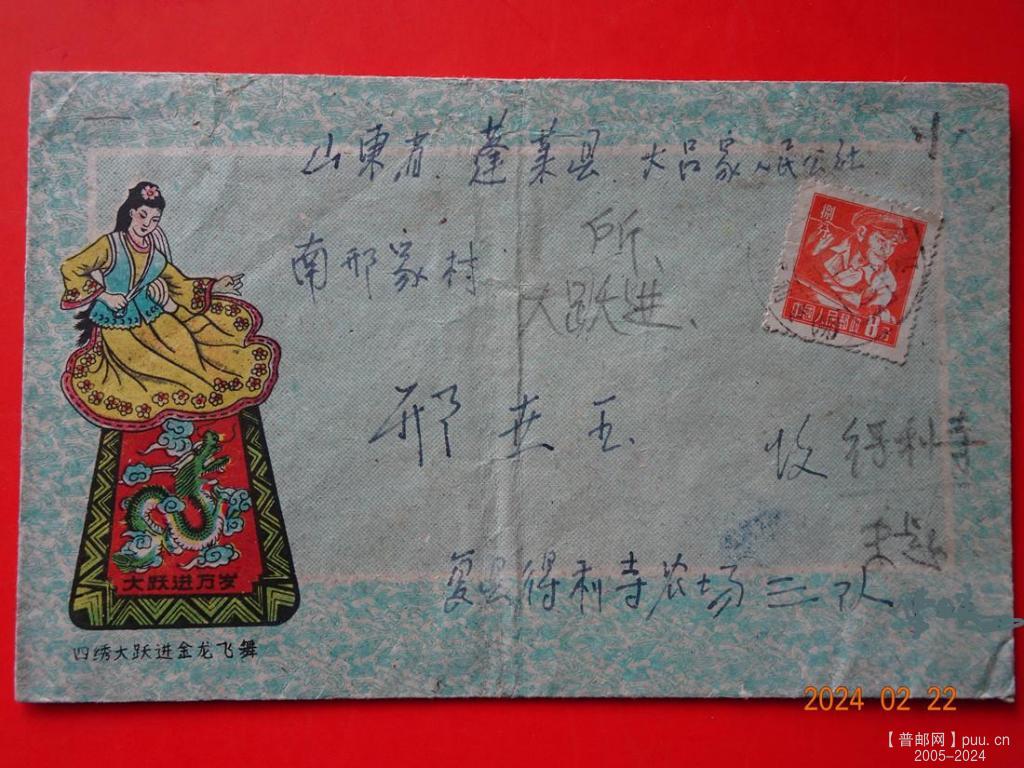 山東省 蓬莱县 大吕家人民公社
南邢家村
所、
大跃进、
捌分
中国人民邮政 8分
邢世玉
收 得利寺
复县得利寺农场三队
大跃进万岁
四绣大跃进金龙飞舞
2024 02 22
【普邮网】puu.cn
2005-2024